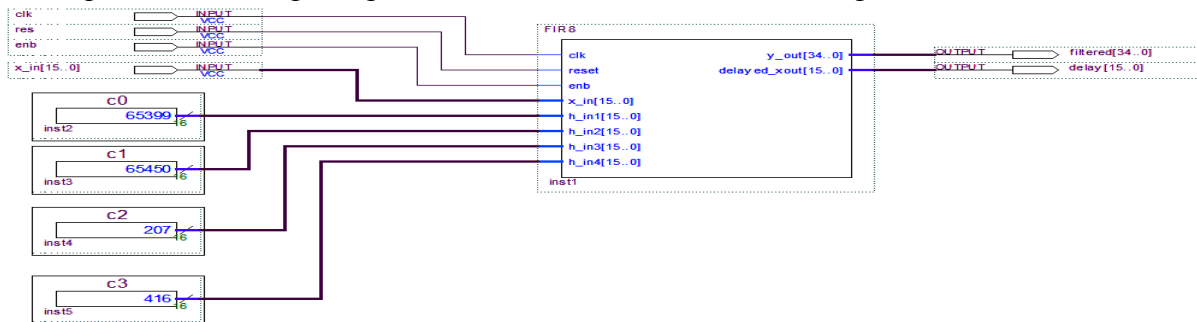 clk INPUT VCC
res INPUT VCC
enb INPUT VCC
x_in[15..0] INPUT VCC
FIR8
clk y_out[34..0] OUTPUT filtered[34..0]
reset delayed_xout[15..0] OUTPUT delay[15..0]
enb
x_in[15..0]
h_in1[15..0]
h_in2[15..0]
h_in3[15..0]
h_in4[15..0]
inst1
c0
65399 16
inst2
c1
65450 16
inst3
c2
207 16
inst4
c3
416 16
inst5